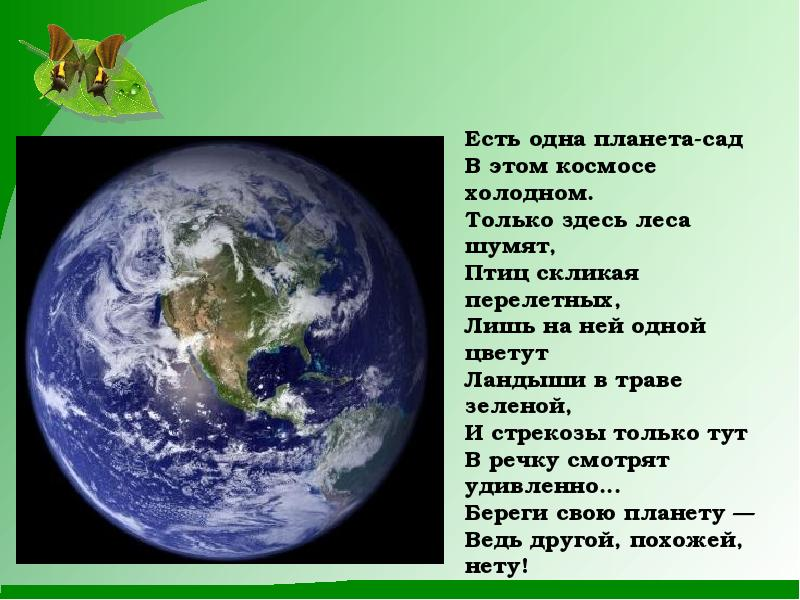 Есть одна планета-сад
В этом космосе
холодном.
Только здесь леса
шумят,
Птиц скликая
перелетных,
Лишь на ней одной
цветут
Ландыши в траве
зеленой,
И стрекозы только тут
В речку смотрят
удивленно...
Береги свою планету —
Ведь другой, похожей,
нету!